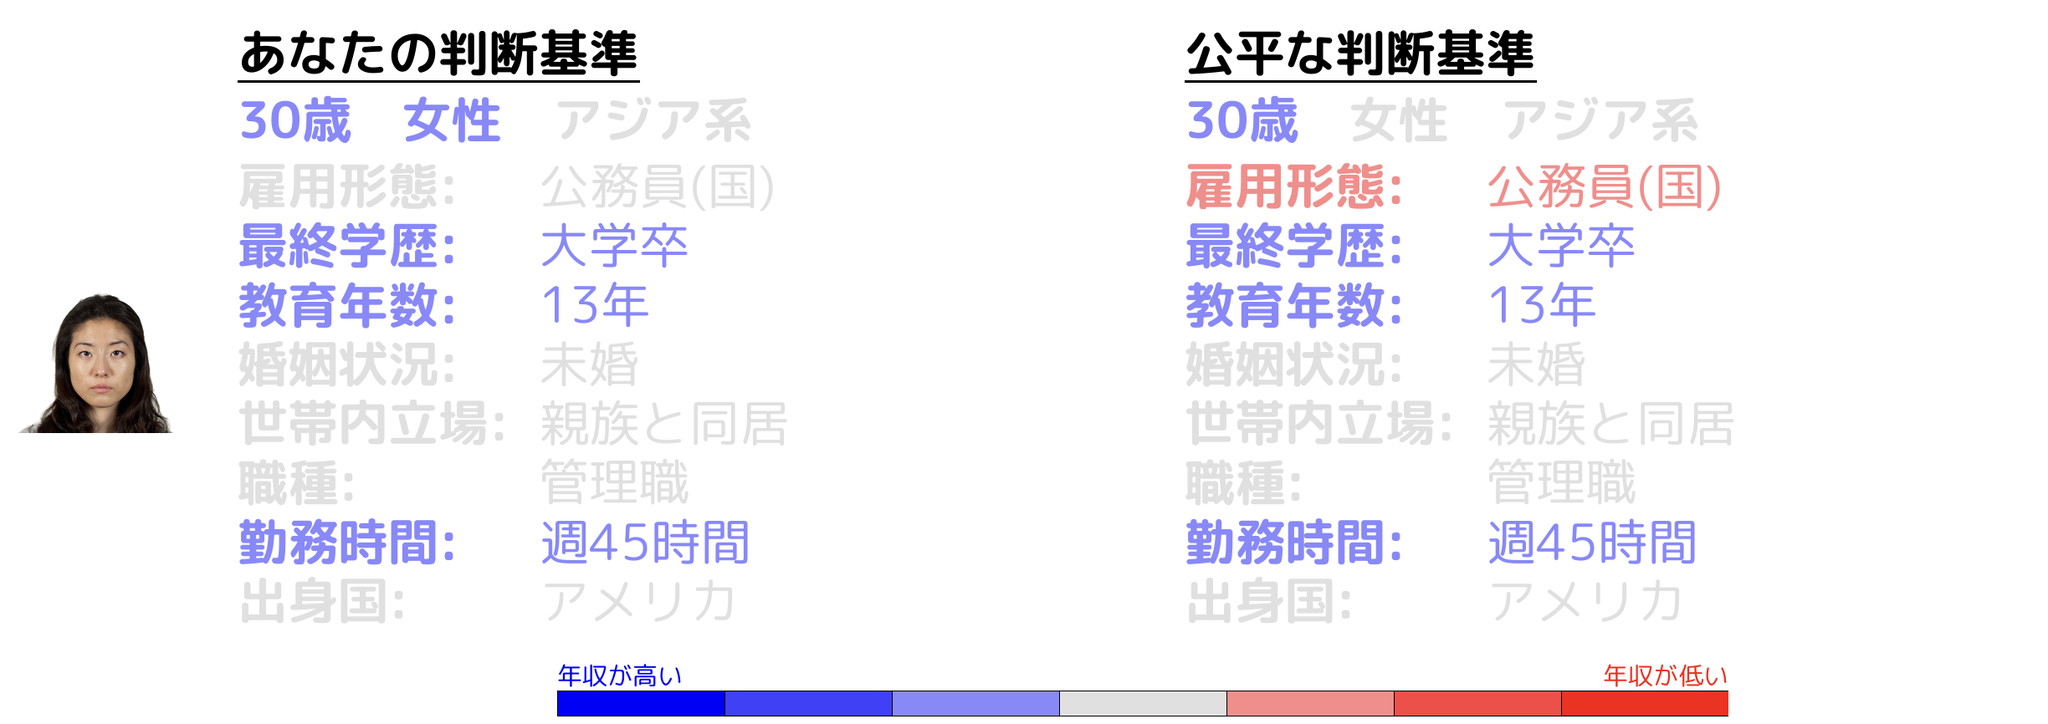 あなたの判断基準
30歳 女性 アジア系
雇用形態: 公務員(国)
最終学歴: 大学卒
教育年数: 13年
婚姻状況: 未婚
世帯内立場: 親族と同居
職種: 管理職
勤務時間: 週45時間
出身国: アメリカ
公平な判断基準
30歳 女性 アジア系
雇用形態: 公務員(国)
最終学歴: 大学卒
教育年数: 13年
婚姻状況: 未婚
世帯内立場: 親族と同居
職種: 管理職
勤務時間: 週45時間
出身国: アメリカ
年収が高い
年収が低い